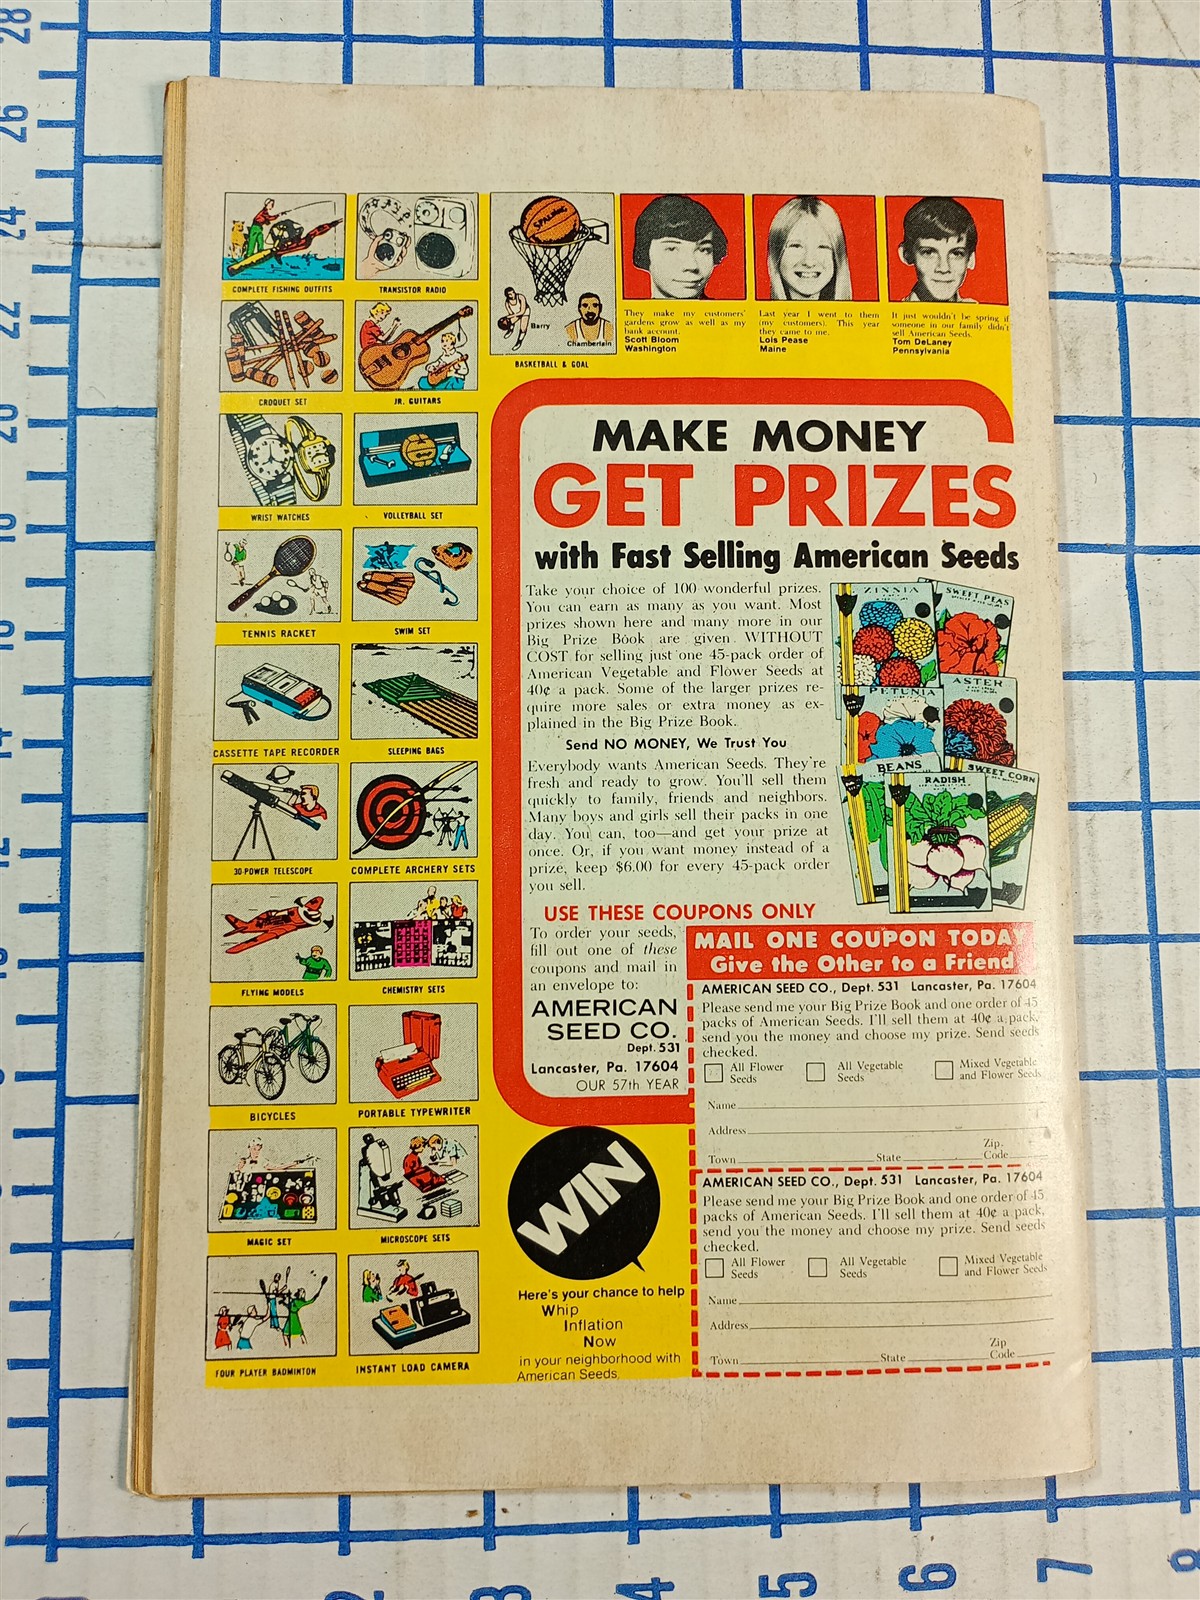 28
26
24
22
20
18
16
14
12
10
2
3
4
5
6
7
8
COMPLETE FISHING OUTFITS
TRANSISTOR RADIO
CROQUET SET
JR. GUITARS
WRIST WATCHES
VOLLEYBALL SET
TENNIS RACKET
SWIM SET
CASSETTE TAPE RECORDER
SLEEPING BAGS
30-POWER TELESCOPE
COMPLETE ARCHERY SETS
FLYING MODELS
CHEMISTRY SETS
BICYCLES
PORTABLE TYPEWRITER
MAGIC SET
MICROSCOPE SETS
FOUR PLAYER BADMINTON
INSTANT LOAD CAMERA
SPALDING
Barry
Chamberlain
BASKETBALL & GOAL
They make my customers'
gardens grow as well as my
bank account.
Scott Bloom
Washington
Last year I went to them
(my customers). This year
they came to me.
Lois Pease
Maine
It just wouldn't be spring if
someone in our family didn't
sell American Seeds.
Tom DeLaney
Pennsylvania
MAKE MONEY
GET PRIZES
with Fast Selling American Seeds
Take your choice of 100 wonderful prizes.
You can earn as many as you want. Most
prizes shown here and many more in our
Big Prize Book are given WITHOUT
COST for selling just one 45-pack order of
American Vegetable and Flower Seeds at
40¢ a pack. Some of the larger prizes re-
quire more sales or extra money as ex-
plained in the Big Prize Book.
Send NO MONEY, We Trust You
Everybody wants American Seeds. They're
fresh and ready to grow. You'll sell them
quickly to family, friends and neighbors.
Many boys and girls sell their packs in one
day. You can, too—and get your prize at
once. Or, if you want money instead of a
prize, keep $6.00 for every 45-pack order
you sell.
ZINNIA
SWEET PEAS
PETUNIA
ASTER
BEANS
RADISH
SWEET CORN
USE THESE COUPONS ONLY
To order your seeds,
fill out one of these
coupons and mail in
an envelope to:
AMERICAN
SEED CO.
Dept. 531
Lancaster, Pa. 17604
OUR 57th YEAR
MAIL ONE COUPON TODAY
Give the Other to a Friend
AMERICAN SEED CO., Dept. 531 Lancaster, Pa. 17604
Please send me your Big Prize Book and one order of 45
packs of American Seeds. I'll sell them at 40¢ a pack,
send you the money and choose my prize. Send seeds
checked.
All Flower Seeds
All Vegetable Seeds
Mixed Vegetable and Flower Seeds
Name
Address
Town State Zip Code
AMERICAN SEED CO., Dept. 531 Lancaster, Pa. 17604
Please send me your Big Prize Book and one order of 45
packs of American Seeds. I'll sell them at 40¢ a pack,
send you the money and choose my prize. Send seeds
checked.
All Flower Seeds
All Vegetable Seeds
Mixed Vegetable and Flower Seeds
Name
Address
Town State Zip Code
WIN
Here's your chance to help
Whip
Inflation
Now
in your neighborhood with
American Seeds.